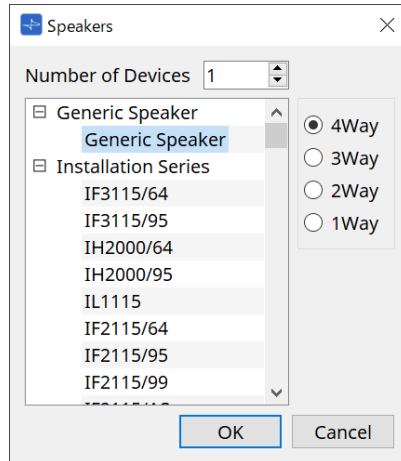 Speakers
Number of Devices 1
Generic Speaker
Generic Speaker
Installation Series
IF3115/64
IF3115/95
IH2000/64
IH2000/95
IL1115
IF2115/64
IF2115/95
IF2115/99
4Way
3Way
2Way
1Way
OK
Cancel